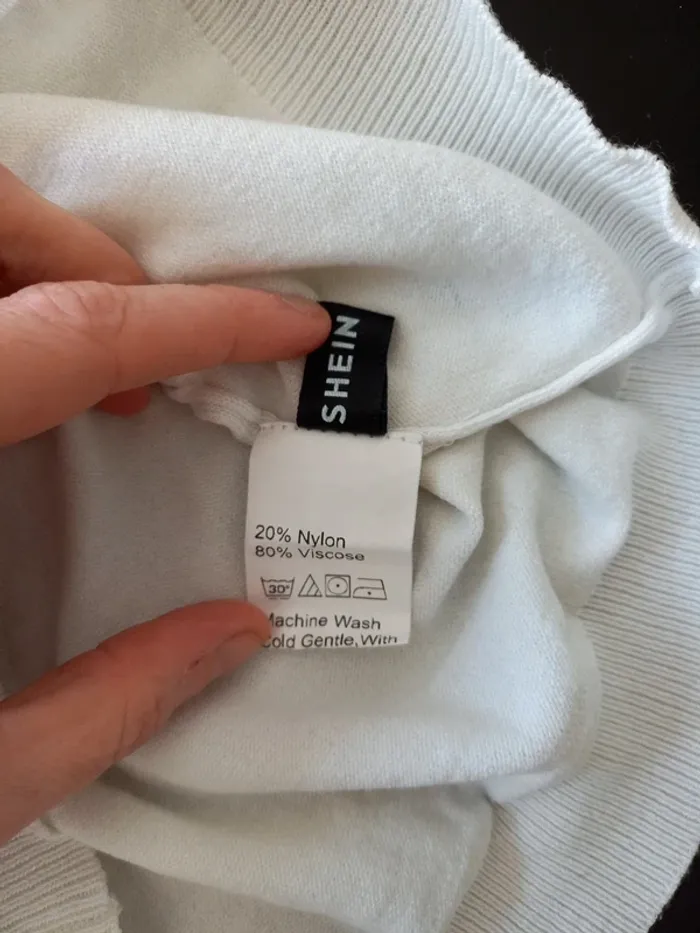 SHEIN
20% Nylon
80% Viscose
30°
Machine Wash
Cold Gentle, With